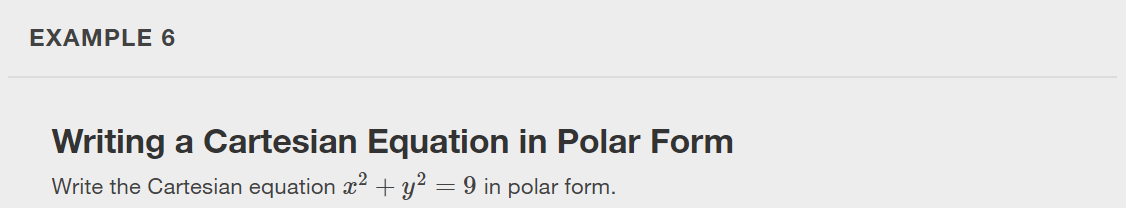 EXAMPLE 6
Writing a Cartesian Equation in Polar Form
Write the Cartesian equation x² + y² = 9 in polar form.